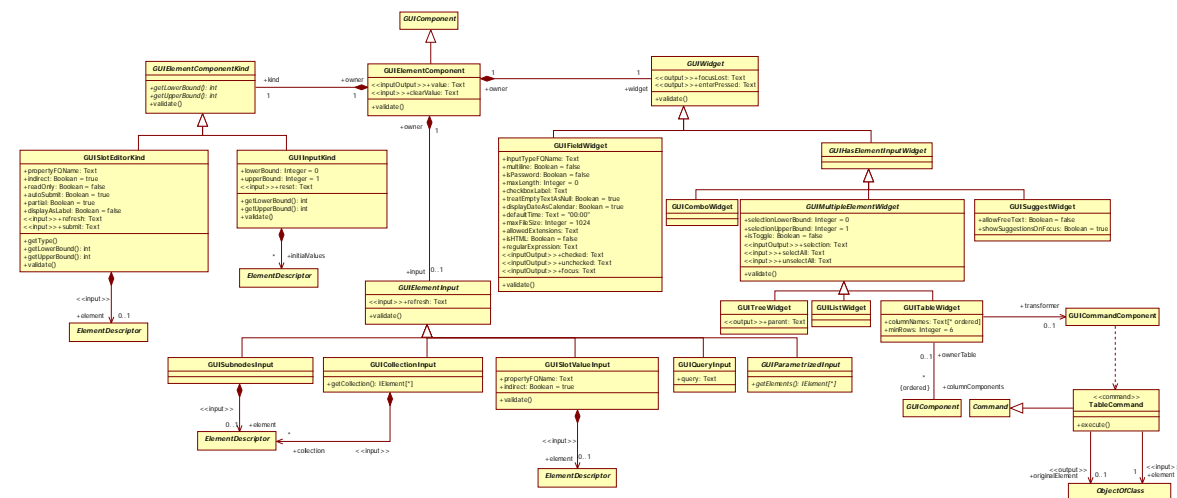 GUIComponent
GUIElementComponentKind
+getLowerBound(): int
+getUpperBound(): int
+validate()
+kind
1
+owner
1
GUIElementComponent
<<inputOutput>>+value: Text
<<input>>+clearValue: Text
+validate()
1
+owner
1
+widget
GUIWidget
<<output>>+focusLost: Text
<<output>>+enterPressed: Text
+validate()
+owner
1
GUISlotEditorKind
+propertyFQName: Text
+indirect: Boolean = true
+readOnly: Boolean = false
+autoSubmit: Boolean = true
+partial: Boolean = true
+displayAsLabel: Boolean = false
<<input>>+refresh: Text
<<input>>+submit: Text
+getType()
+getLowerBound(): int
+getUpperBound(): int
+validate()
GUIInputKind
+lowerBound: Integer = 0
+upperBound: Integer = 1
<<input>>+reset: Text
+getLowerBound(): int
+getUpperBound(): int
+validate()
*
+initialValues
ElementDescriptor
<<input>>
+element
0..1
ElementDescriptor
GUIFieldWidget
+inputTypeFQName: Text
+multiline: Boolean = false
+isPassword: Boolean = false
+maxLength: Integer = 0
+checkboxLabel: Text
+treatEmptyTextAsNull: Boolean = true
+displayDateAsCalendar: Boolean = true
+defaultTime: Text = "00:00"
+maxFileSize: Integer = 1024
+allowedExtensions: Text
+isHTML: Boolean = false
+regularExpression: Text
<<inputOutput>>+checked: Text
<<inputOutput>>+unchecked: Text
<<inputOutput>>+focus: Text
+validate()
GUIHasElementInputWidget
GUIComboWidget
GUIMultipleElementWidget
+selectionLowerBound: Integer = 0
+selectionUpperBound: Integer = 1
+isToggle: Boolean = false
<<inputOutput>>+selection: Text
<<input>>+selectAll: Text
<<input>>+unselectAll: Text
+validate()
GUISuggestWidget
+allowFreeText: Boolean = false
+showSuggestionsOnFocus: Boolean = true
+input
0..1
GUIElementInput
<<input>>+refresh: Text
+validate()
GUITreeWidget
<<output>>+parent: Text
GUIListWidget
GUITableWidget
+columnNames: Text[* ordered]
+minRows: Integer = 6
+transformer
0..1
GUICommandComponent
0..1
+ownerTable
*
{ordered}
+columnComponents
GUIComponent
Command
<<command>>
TableCommand
+execute()
<<output>>
+originalElement
0..1
<<input>>
1
+element
ObjectOfClass
GUISubnodesInput
GUICollectionInput
+getCollection(): IElement[*]
GUISlotValueInput
+propertyFQName: Text
+indirect: Boolean = true
+validate()
GUIQueryInput
+query: Text
GUIParametrizedInput
+getElements(): IElement[*]
<<input>>
0..1
+element
ElementDescriptor
*
+collection
<<input>>
<<input>>
+element
0..1
ElementDescriptor